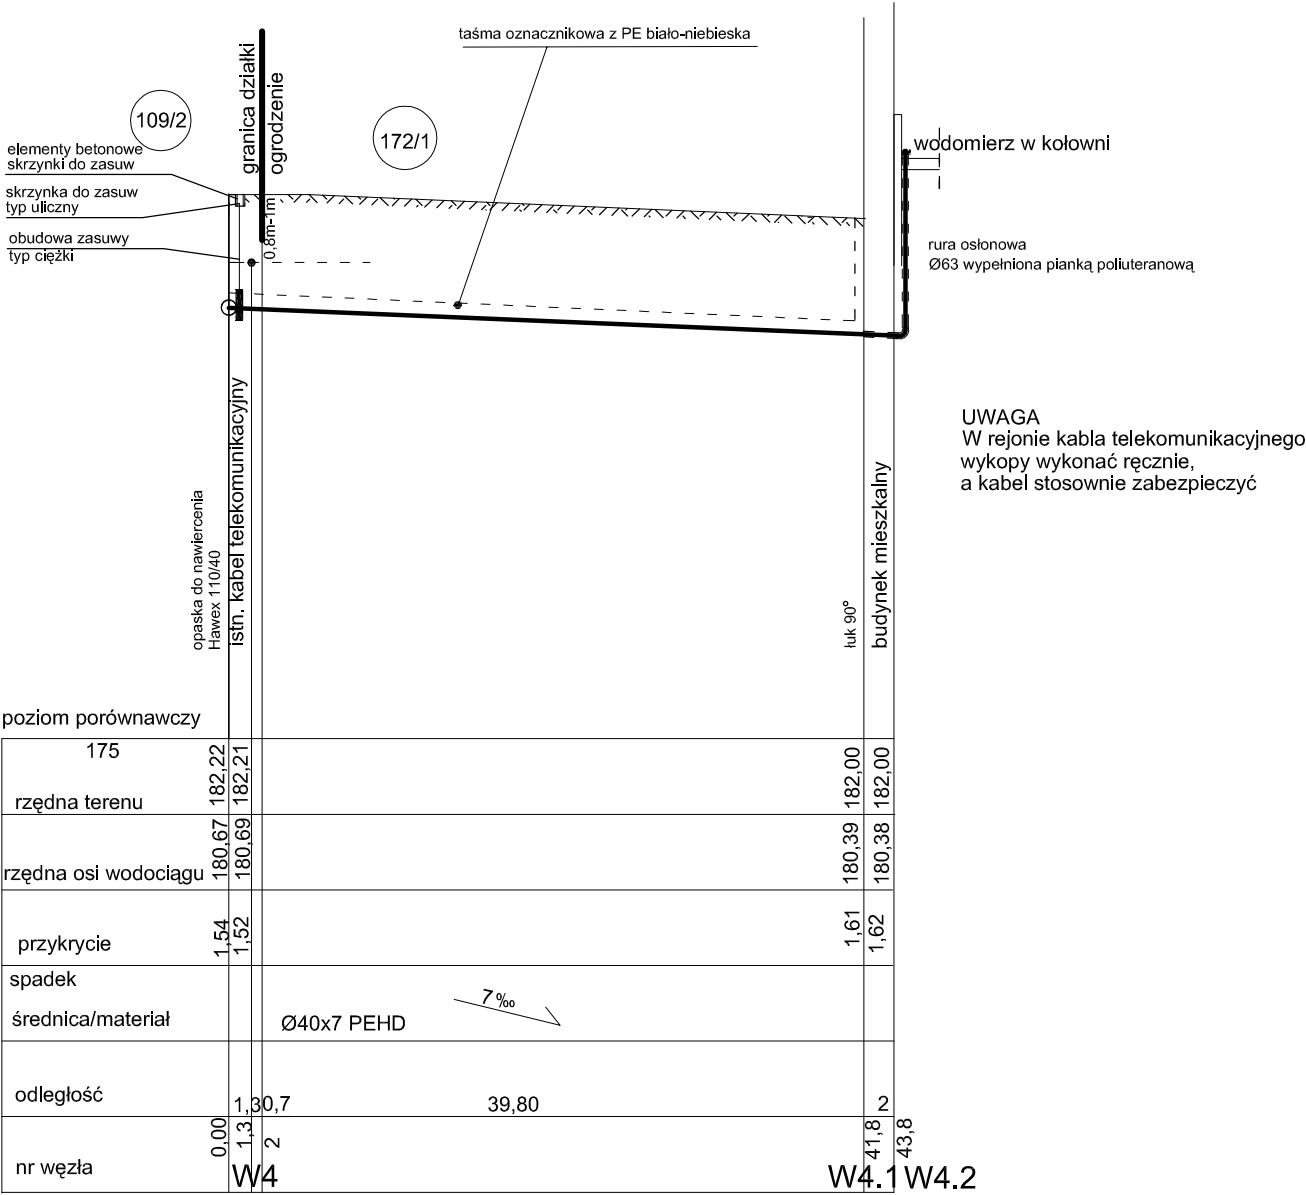 taśma oznacznikowa z PE biało-niebieska
granica działki
ogrodzenie
109/2
172/1
elementy betonowe
skrzynki do zasuw
skrzynka do zasuw
typ uliczny
obudowa zasuwy
typ ciężki
0,8m-1m
wodomierz w kołowni
rura osłonowa
Ø63 wypełniona pianką poliuteranową
UWAGA
W rejonie kabla telekomunikacyjnego
wykopy wykonać ręcznie,
a kabel stosownie zabezpieczyć
opaska do nawiercenia
Hawex 110/40
istn. kabel telekomunikacyjny
łuk 90°
budynek mieszkalny
poziom porównawczy
175
rzędna terenu
182,22
182,21
182,00
182,00
rzędna osi wodociągu
180,67
180,69
180,39
180,38
przykrycie
1,54
1,52
1,61
1,62
spadek
7‰
średnica/materiał
Ø40x7 PEHD
odległość
1,3
0,7
39,80
2
nr węzła
0,00
1,3
2
41,8
43,8
W4
W4.1
W4.2